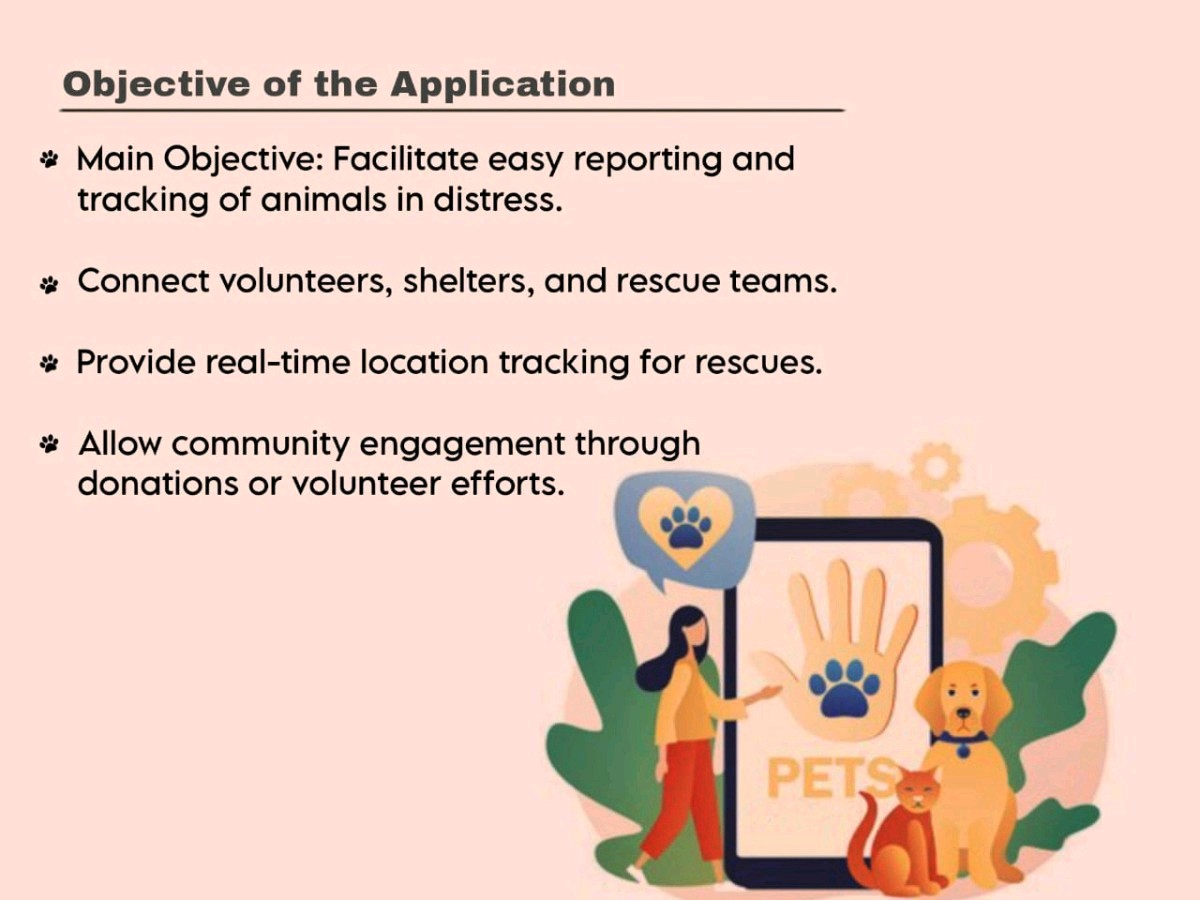 Objective of the Application
Main Objective: Facilitate easy reporting and
tracking of animals in distress.
Connect volunteers, shelters, and rescue teams.
Provide real-time location tracking for rescues.
Allow community engagement through
donations or volunteer efforts.
PETS